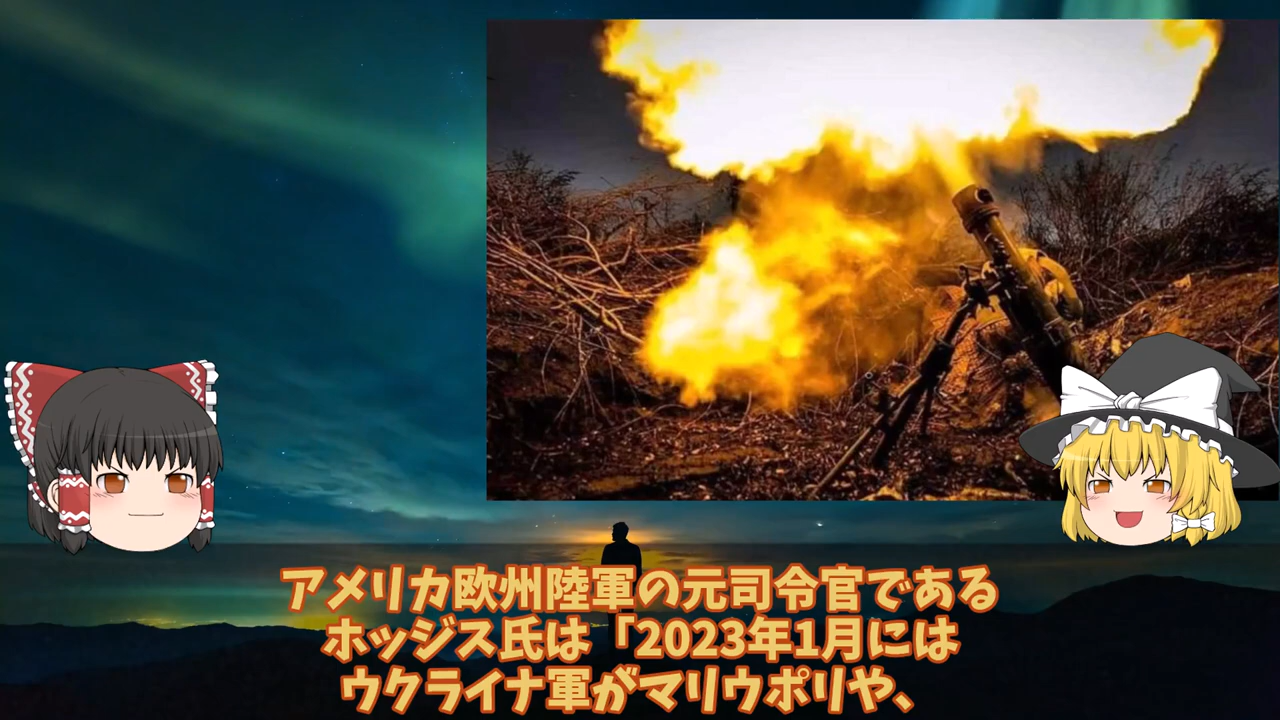 アメリカ欧州陸軍の元司令官である
ホッジス氏は「2023年1月には
ウクライナ軍がマリウポリや、